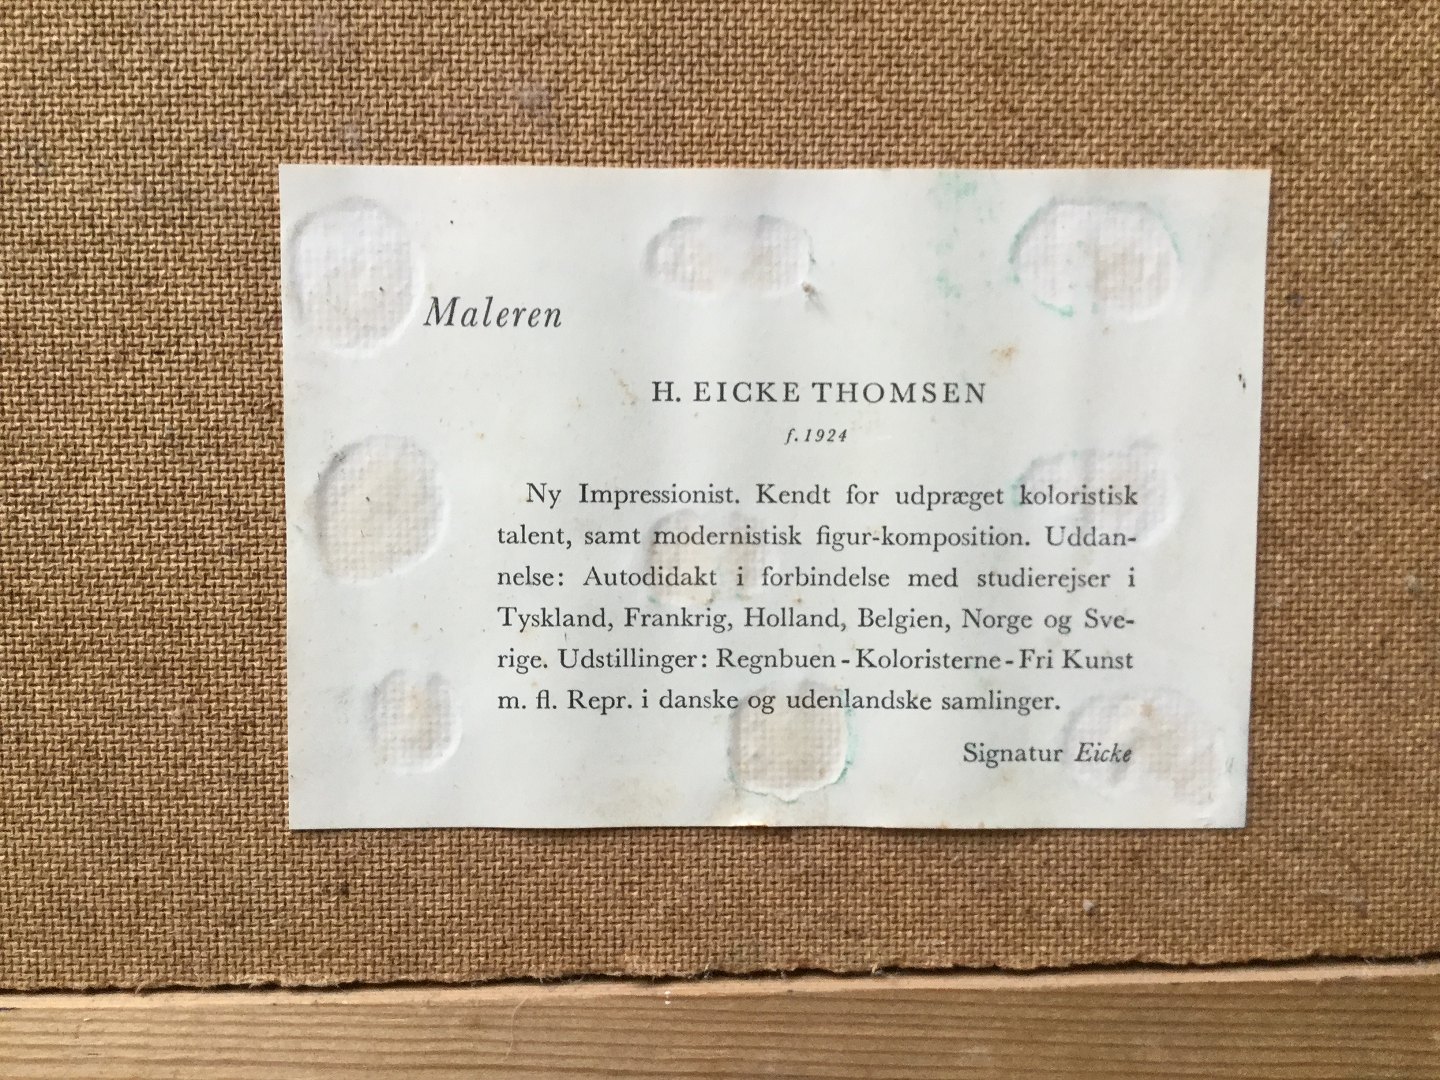 Maleren
H. EICKE THOMSEN
f. 1924
Ny Impressionist. Kendt for udpræget koloristisk
talent, samt modernistisk figur-komposition. Uddan-
nelse: Autodidakt i forbindelse med studierejser i
Tyskland, Frankrig, Holland, Belgien, Norge og Sve-
rige. Udstillinger: Regnbuen - Koloristerne - Fri Kunst
m. fl. Repr. i danske og udenlandske samlinger.
Signatur Eicke